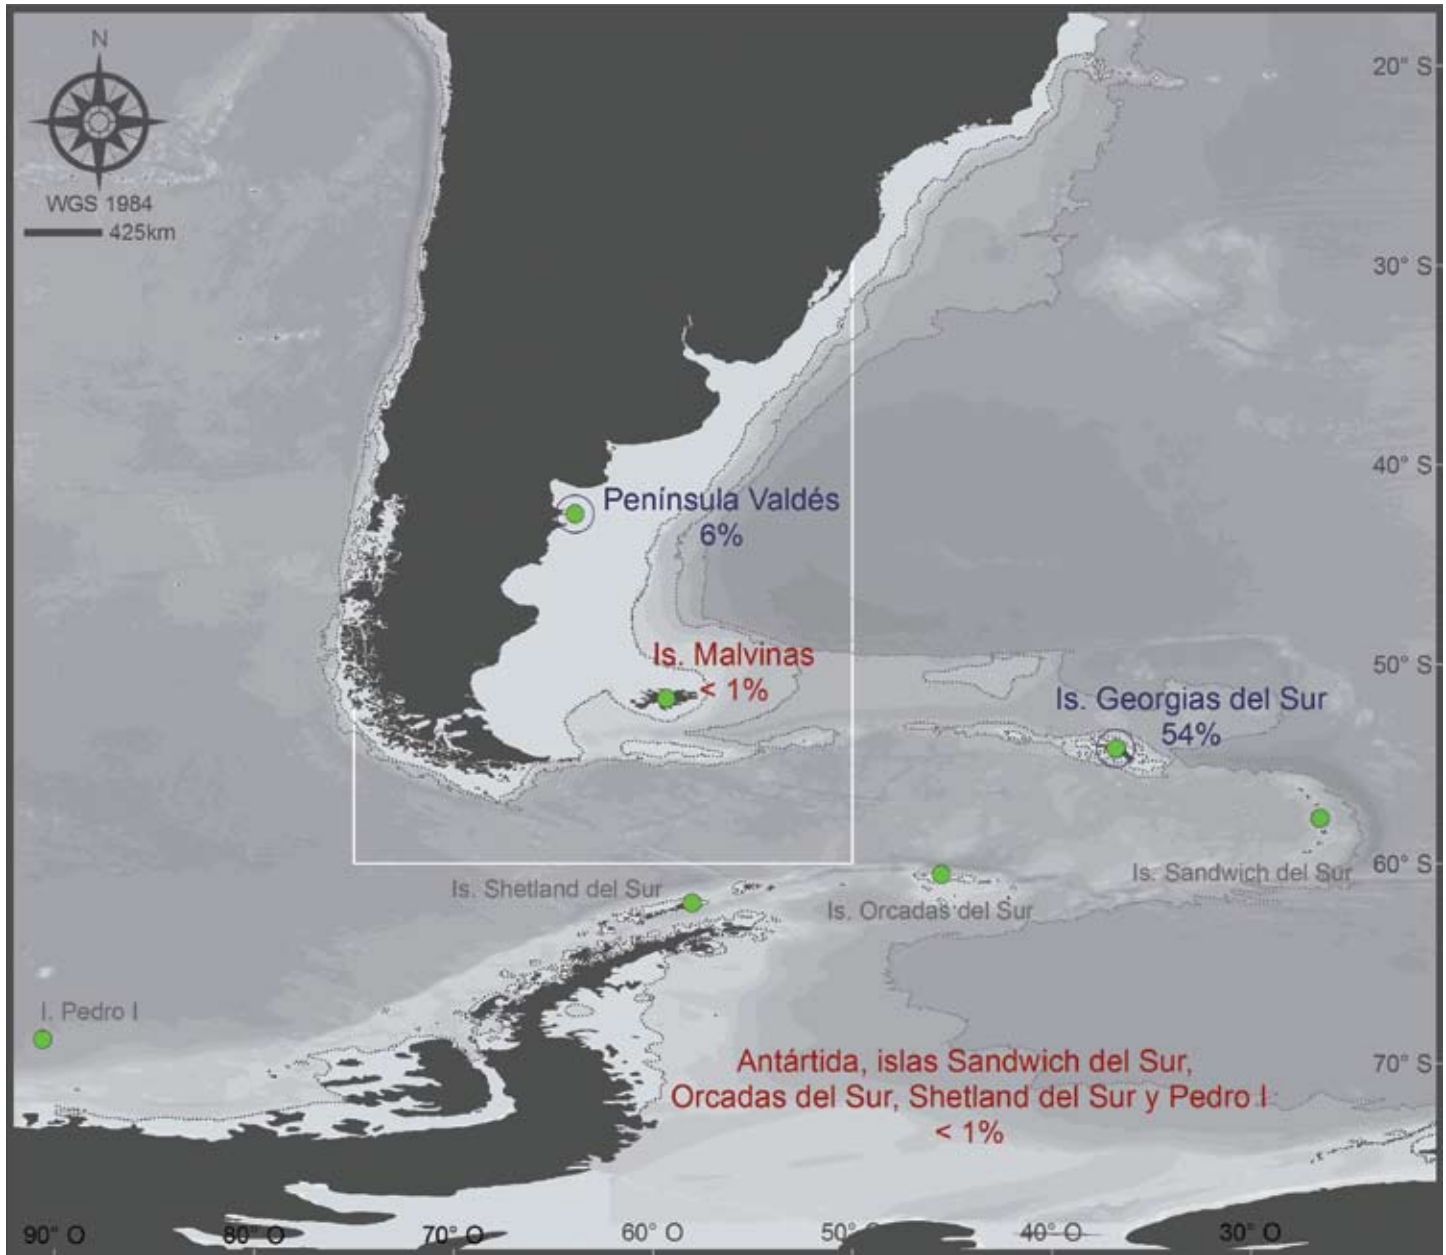 N
WGS 1984
425km
20° S
30° S
40° S
Península Valdés
6%
Is. Malvinas
< 1%
50° S
Is. Georgias del Sur
54%
60° S
Is. Sandwich del Sur
Is. Shetland del Sur
Is. Orcadas del Sur
I. Pedro I
70° S
Antártida, islas Sandwich del Sur,
Orcadas del Sur, Shetland del Sur y Pedro I
< 1%
90° O
80° O
70° O
60° O
50° O
40° O
30° O